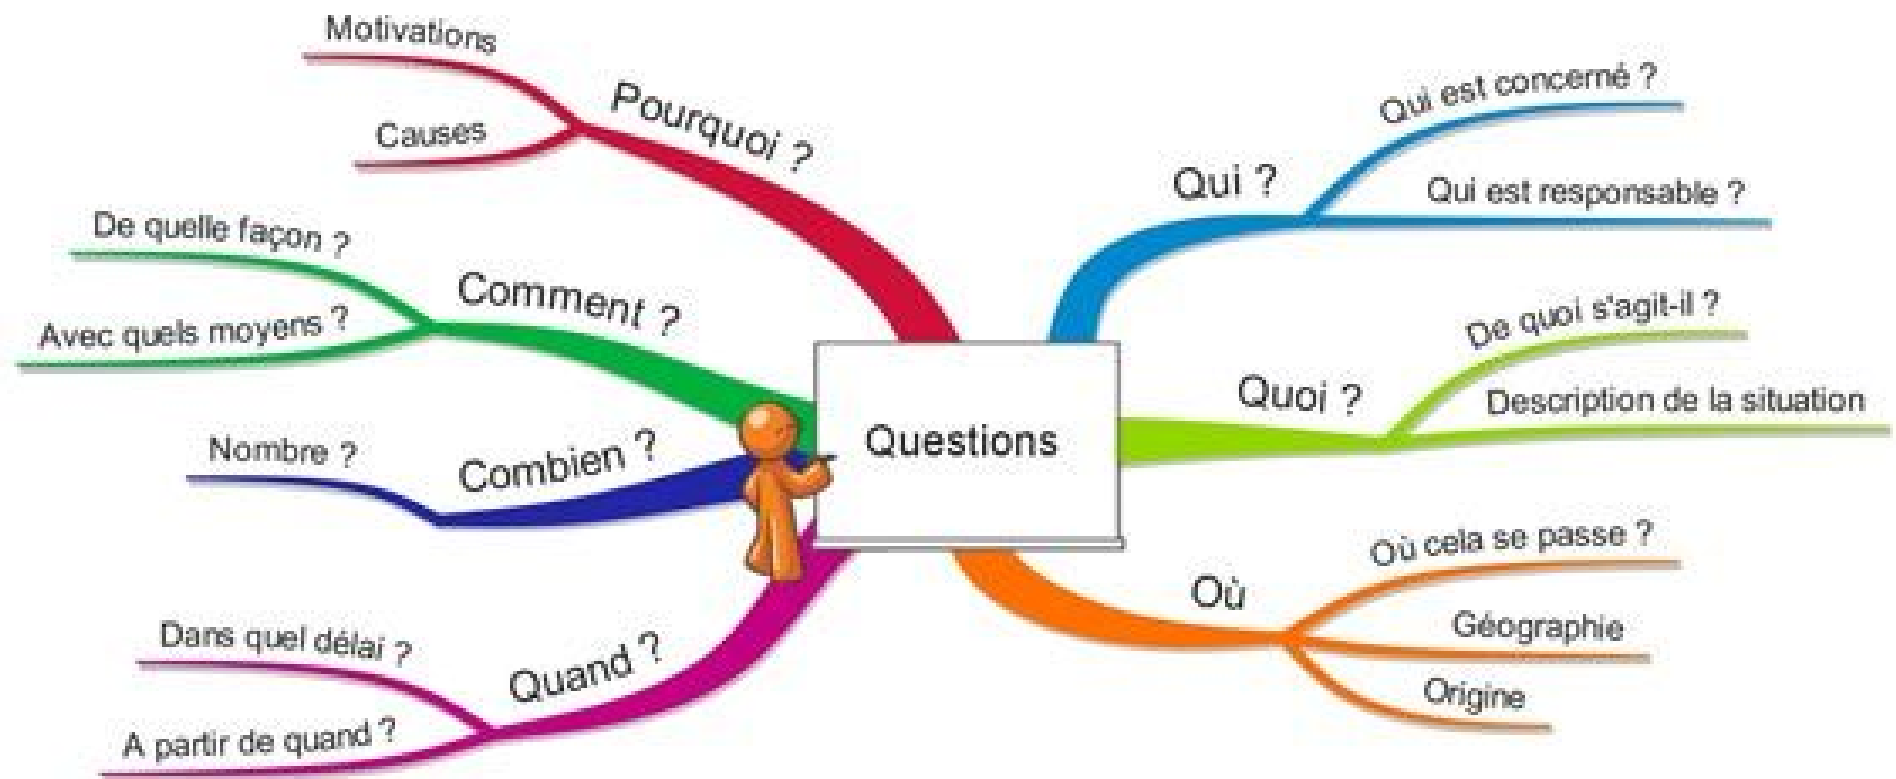 Questions
Qui ?
Qui est concerné ?
Qui est responsable ?
Quoi ?
De quoi s'agit-il ?
Description de la situation
Où
Où cela se passe ?
Géographie
Origine
Quand ?
Dans quel délai ?
A partir de quand ?
Combien ?
Nombre ?
Comment ?
De quelle façon ?
Avec quels moyens ?
Pourquoi ?
Motivations
Causes